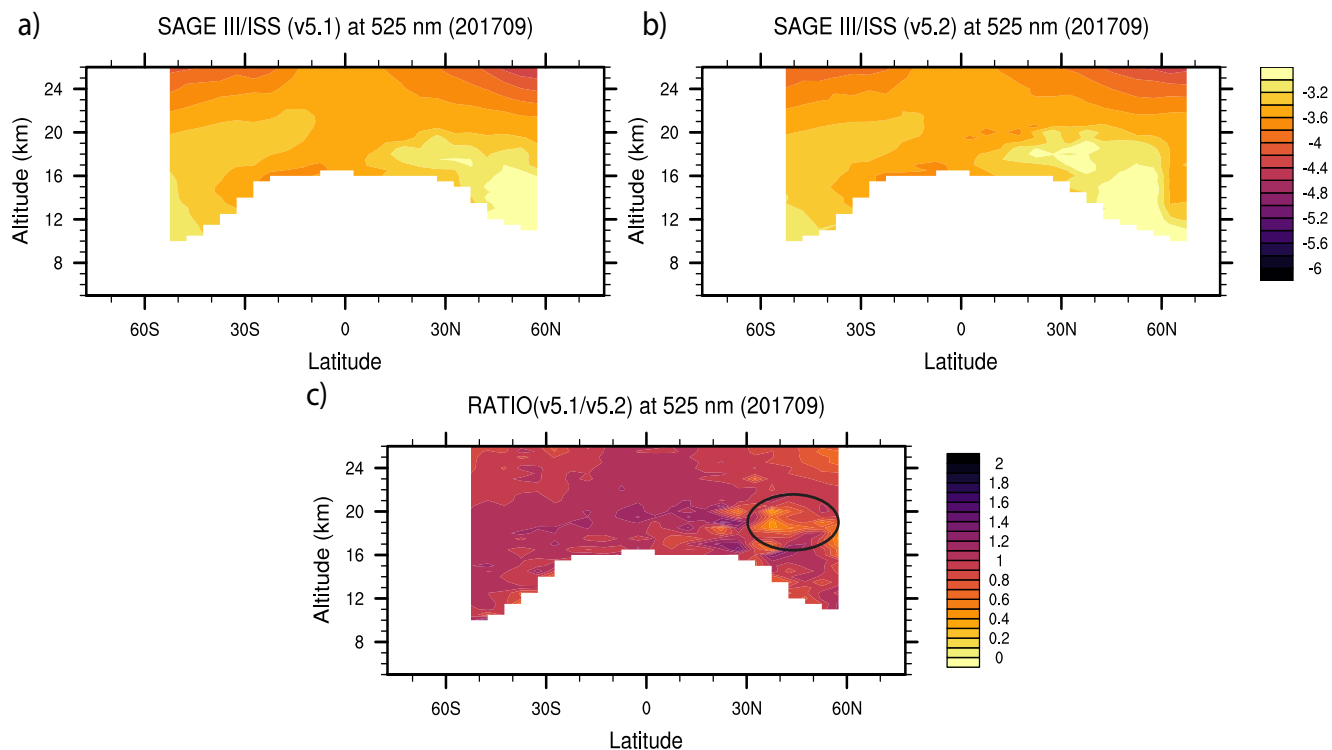 a)
SAGE III/ISS (v5.1) at 525 nm (201709)
Altitude (km)
24
20
16
12
8
60S 30S 0 30N 60N
Latitude
b)
SAGE III/ISS (v5.2) at 525 nm (201709)
Altitude (km)
24
20
16
12
8
60S 30S 0 30N 60N
Latitude
-3.2
-3.6
-4
-4.4
-4.8
-5.2
-5.6
-6
c)
RATIO(v5.1/v5.2) at 525 nm (201709)
Altitude (km)
24
20
16
12
8
60S 30S 0 30N 60N
Latitude
2
1.8
1.6
1.4
1.2
1
0.8
0.6
0.4
0.2
0